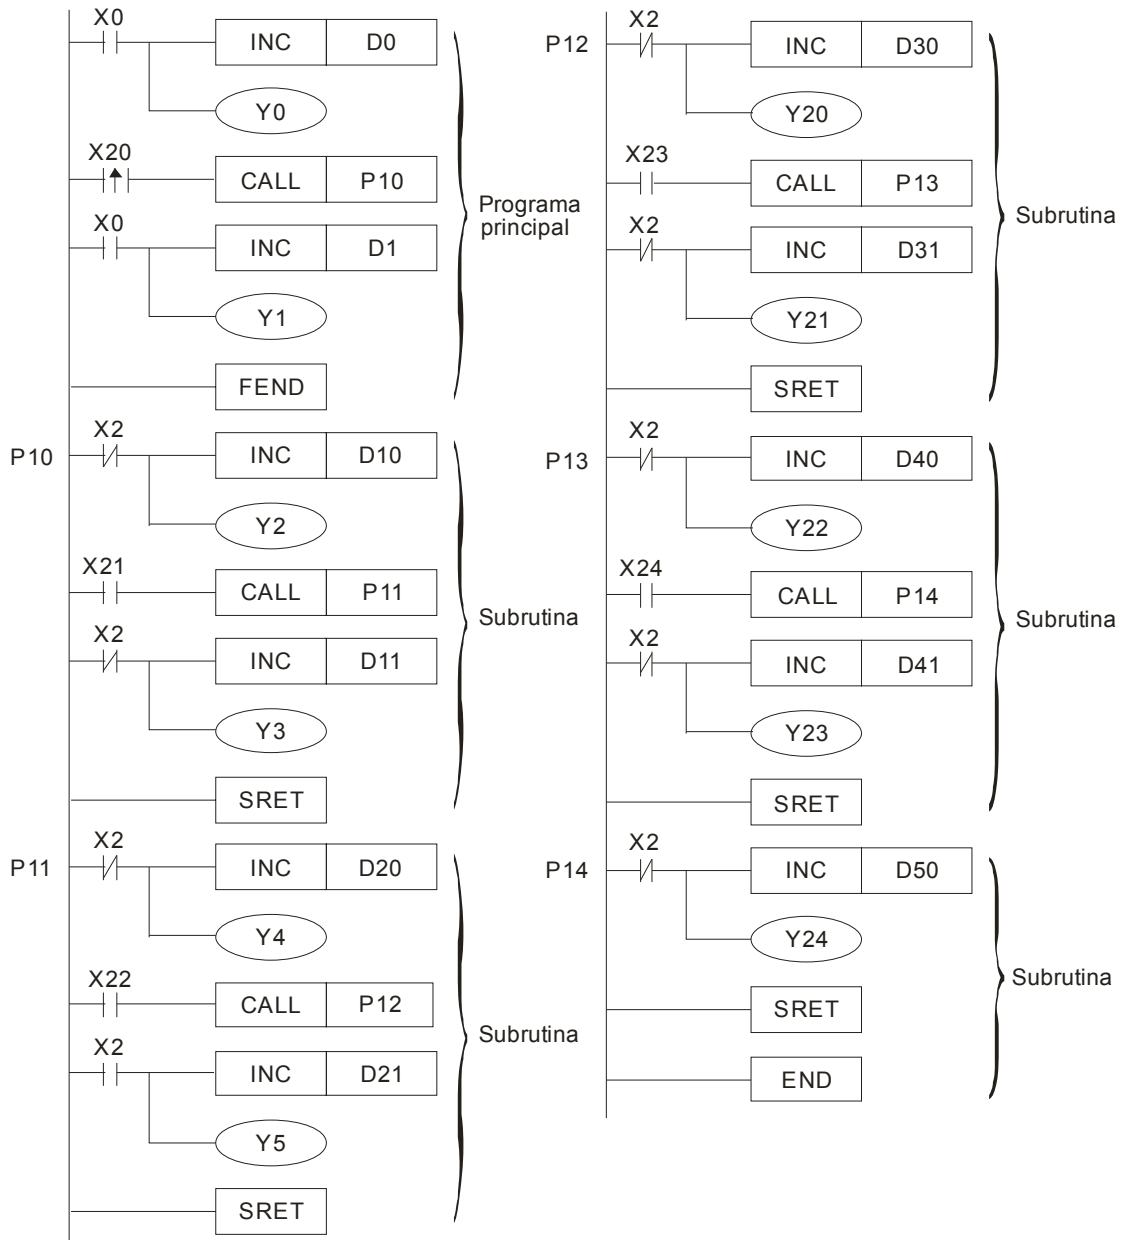 X0
INC D0
Y0
X20
CALL P10
X0
INC D1
Y1
FEND
Programa
principal
P10
X2
INC D10
Y2
X21
CALL P11
X2
INC D11
Y3
SRET
Subrutina
P11
X2
INC D20
Y4
X22
CALL P12
X2
INC D21
Y5
SRET
Subrutina
P12
X2
INC D30
Y20
X23
CALL P13
X2
INC D31
Y21
SRET
Subrutina
P13
X2
INC D40
Y22
X24
CALL P14
X2
INC D41
Y23
SRET
Subrutina
P14
X2
INC D50
Y24
SRET
END
Subrutina